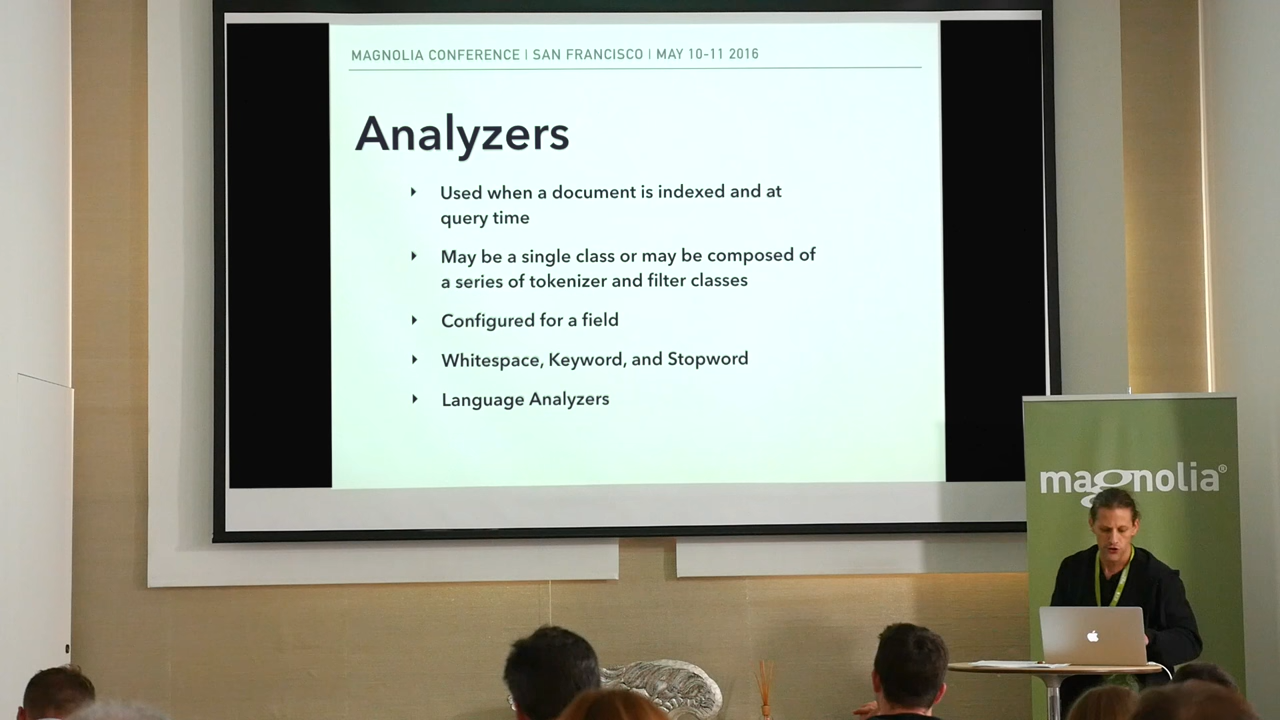 MAGNOLIA CONFERENCE | SAN FRANCISCO | MAY 10-11 2016
Analyzers
Used when a document is indexed and at
query time
May be a single class or may be composed of
a series of tokenizer and filter classes
Configured for a field
Whitespace, Keyword, and Stopword
Language Analyzers
magnolia®